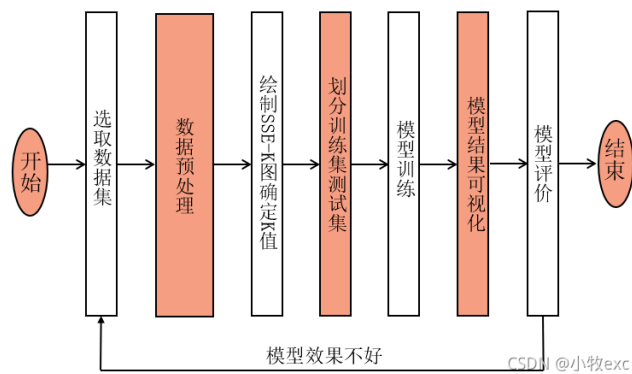 开始
选取数据集
数据预处理
绘制SSE-K图确定K值
划分训练集测试集
模型训练
模型结果可视化
模型评价
结束
模型效果不好
CSDN @小牧exc